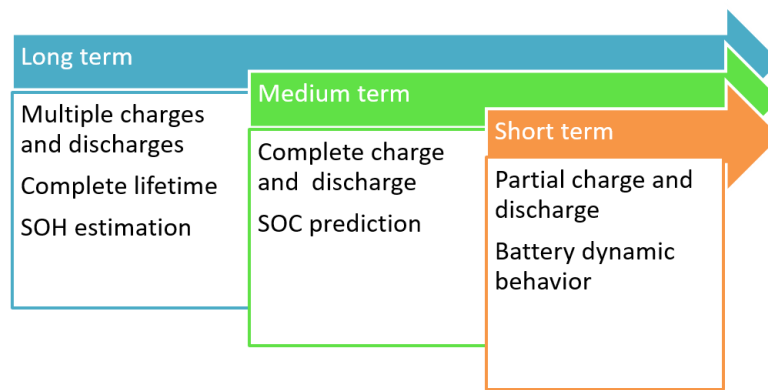 Long term
Multiple charges
and discharges
Complete lifetime
SOH estimation
Medium term
Complete charge
and  discharge
SOC prediction
Short term
Partial charge and
discharge
Battery dynamic
behavior